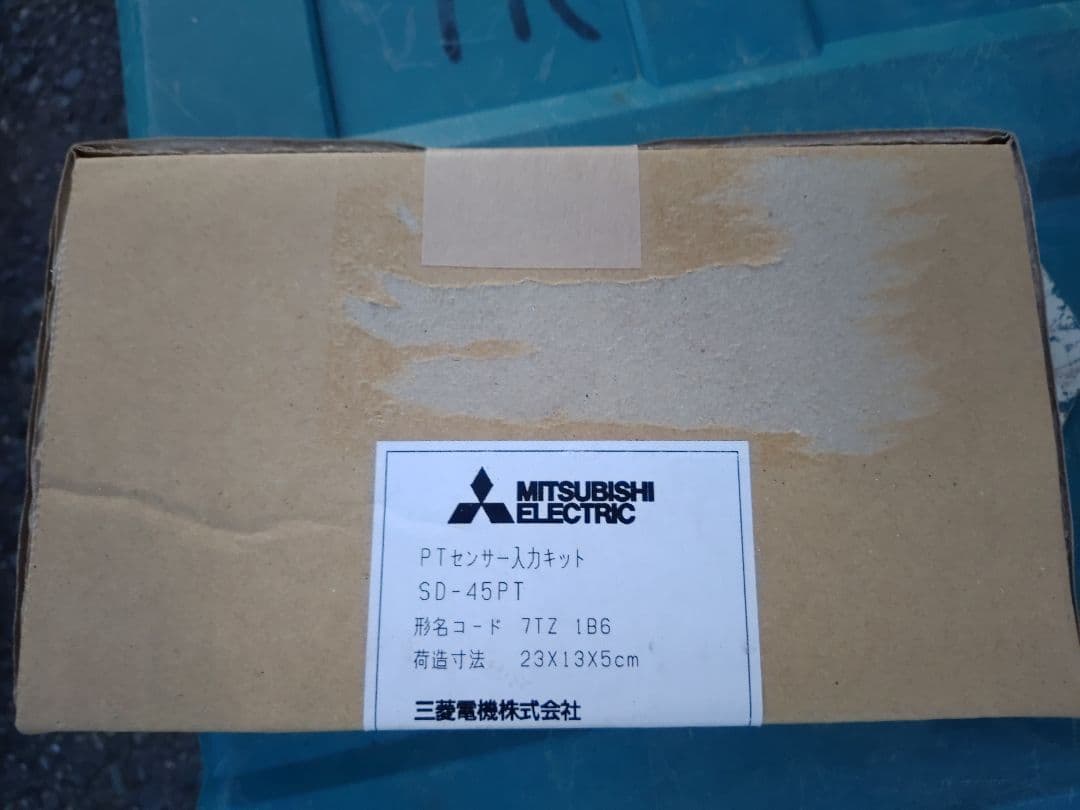 MITSUBISHI
ELECTRIC
PTセンサー入力キット
SD-45PT
形名コード 7TZ 1B6
荷造寸法 23X13X5cm
三菱電機株式会社